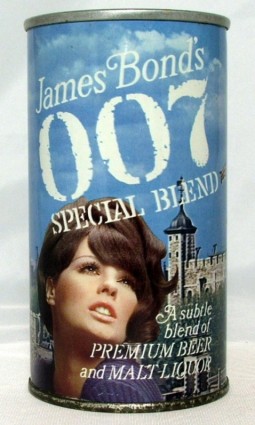 James Bond's
007
SPECIAL BLEND
A subtle
blend of
PREMIUM BEER
and MALT LIQUOR